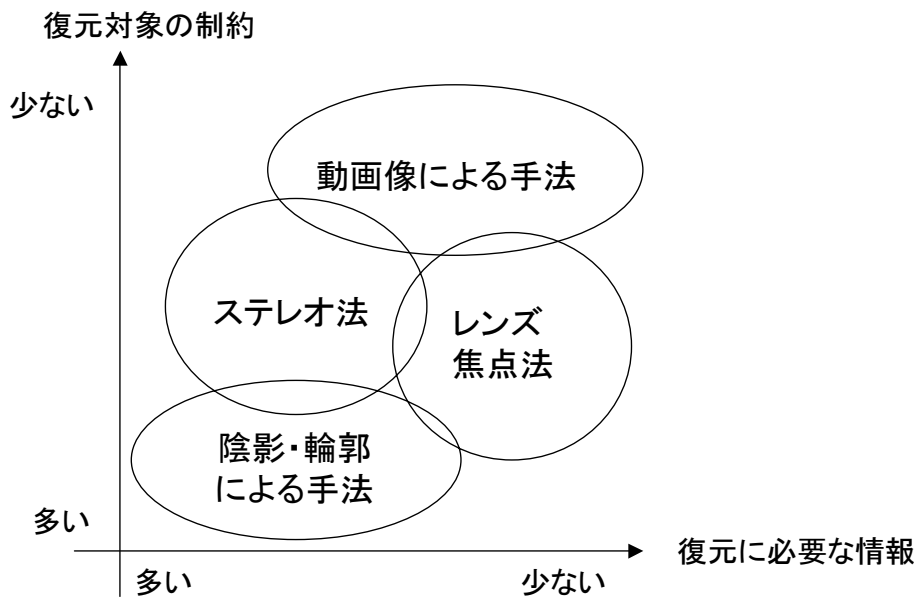 復元対象の制約
少ない
動画像による手法
ステレオ法
レンズ
焦点法
陰影・輪郭
による手法
多い
復元に必要な情報
多い
少ない